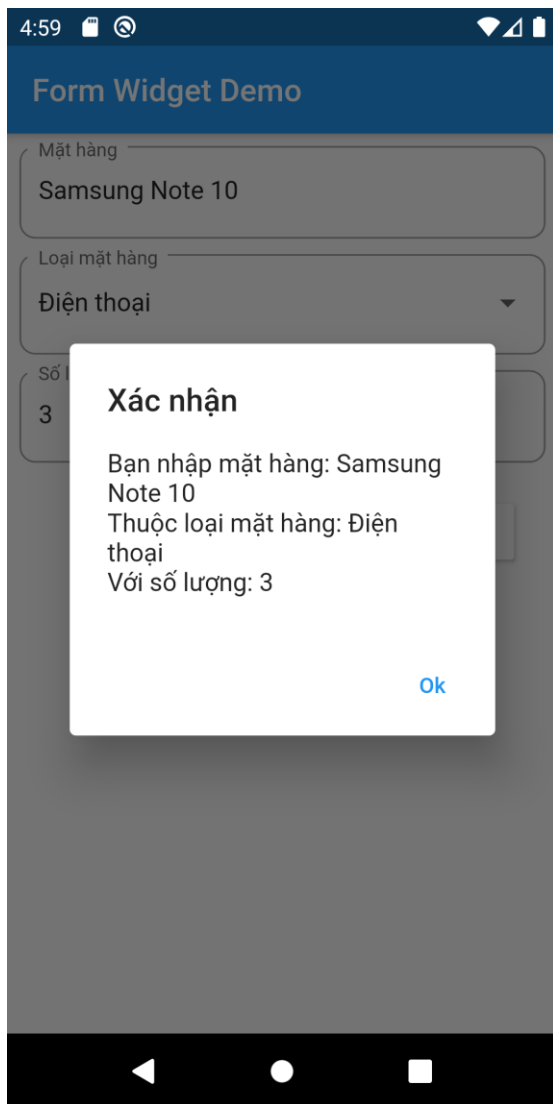 4:59
Form Widget Demo
Mặt hàng
Samsung Note 10
Loại mặt hàng
Điện thoại
Số l
3
Xác nhận
Bạn nhập mặt hàng: Samsung
Note 10
Thuộc loại mặt hàng: Điện
thoại
Với số lượng: 3
Ok